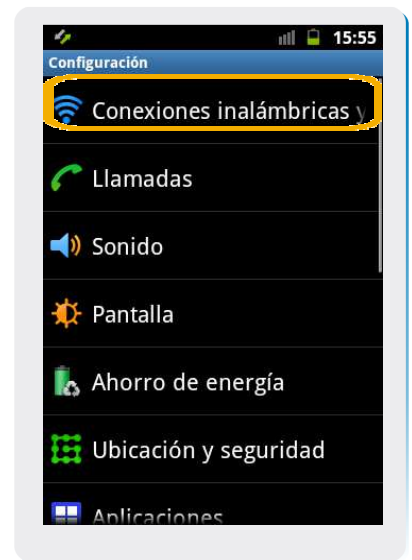 15:55
Configuración
Conexiones inalámbricas y
Llamadas
Sonido
Pantalla
Ahorro de energía
Ubicación y seguridad
Aplicaciones